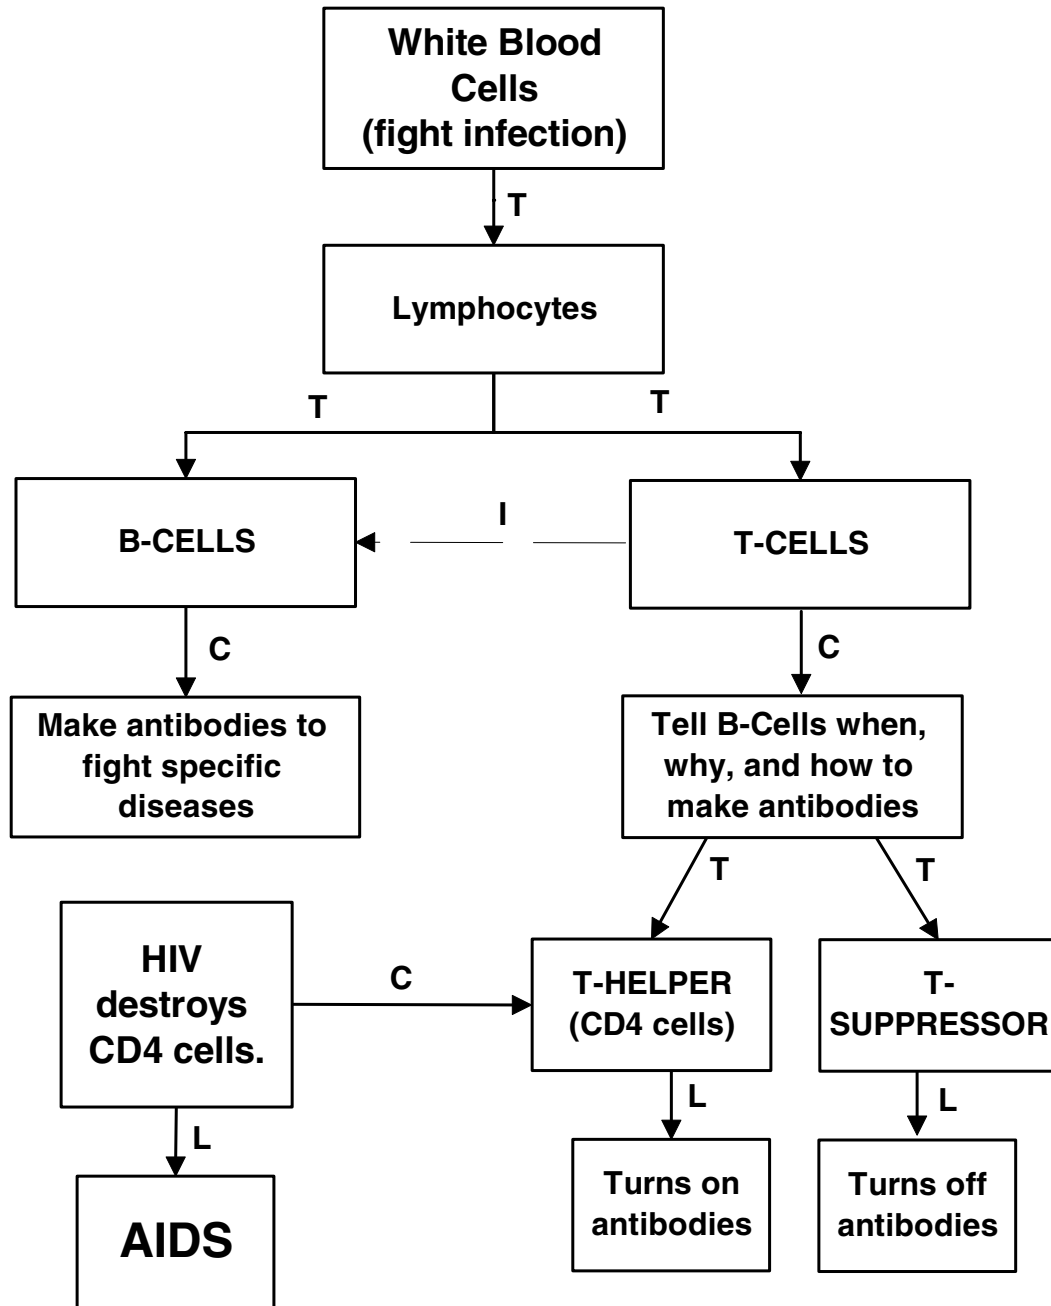 White Blood
Cells
(fight infection)
T
Lymphocytes
T
T
B-CELLS
I
T-CELLS
C
C
Make antibodies to
fight specific
diseases
Tell B-Cells when,
why, and how to
make antibodies
T
T
HIV
destroys
CD4 cells.
C
T-HELPER
(CD4 cells)
T-
SUPPRESSOR
L
L
L
AIDS
Turns on
antibodies
Turns off
antibodies